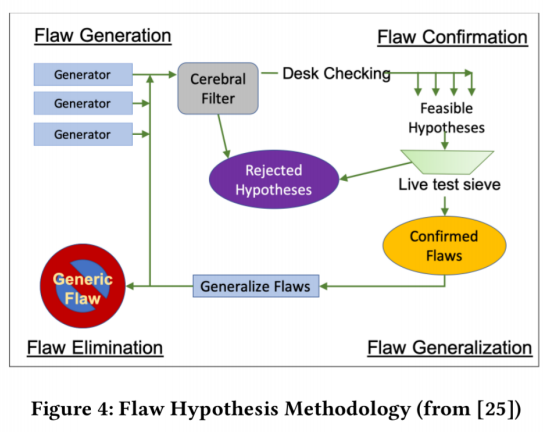 Flaw Generation
Flaw Confirmation
Generator
Generator
Generator
Cerebral
Filter
Desk Checking
Feasible
Hypotheses
Rejected
Hypotheses
Live test sieve
Confirmed
Flaws
Generic
Flaw
Generalize Flaws
Flaw Elimination
Flaw Generalization
Figure 4: Flaw Hypothesis Methodology (from [25])